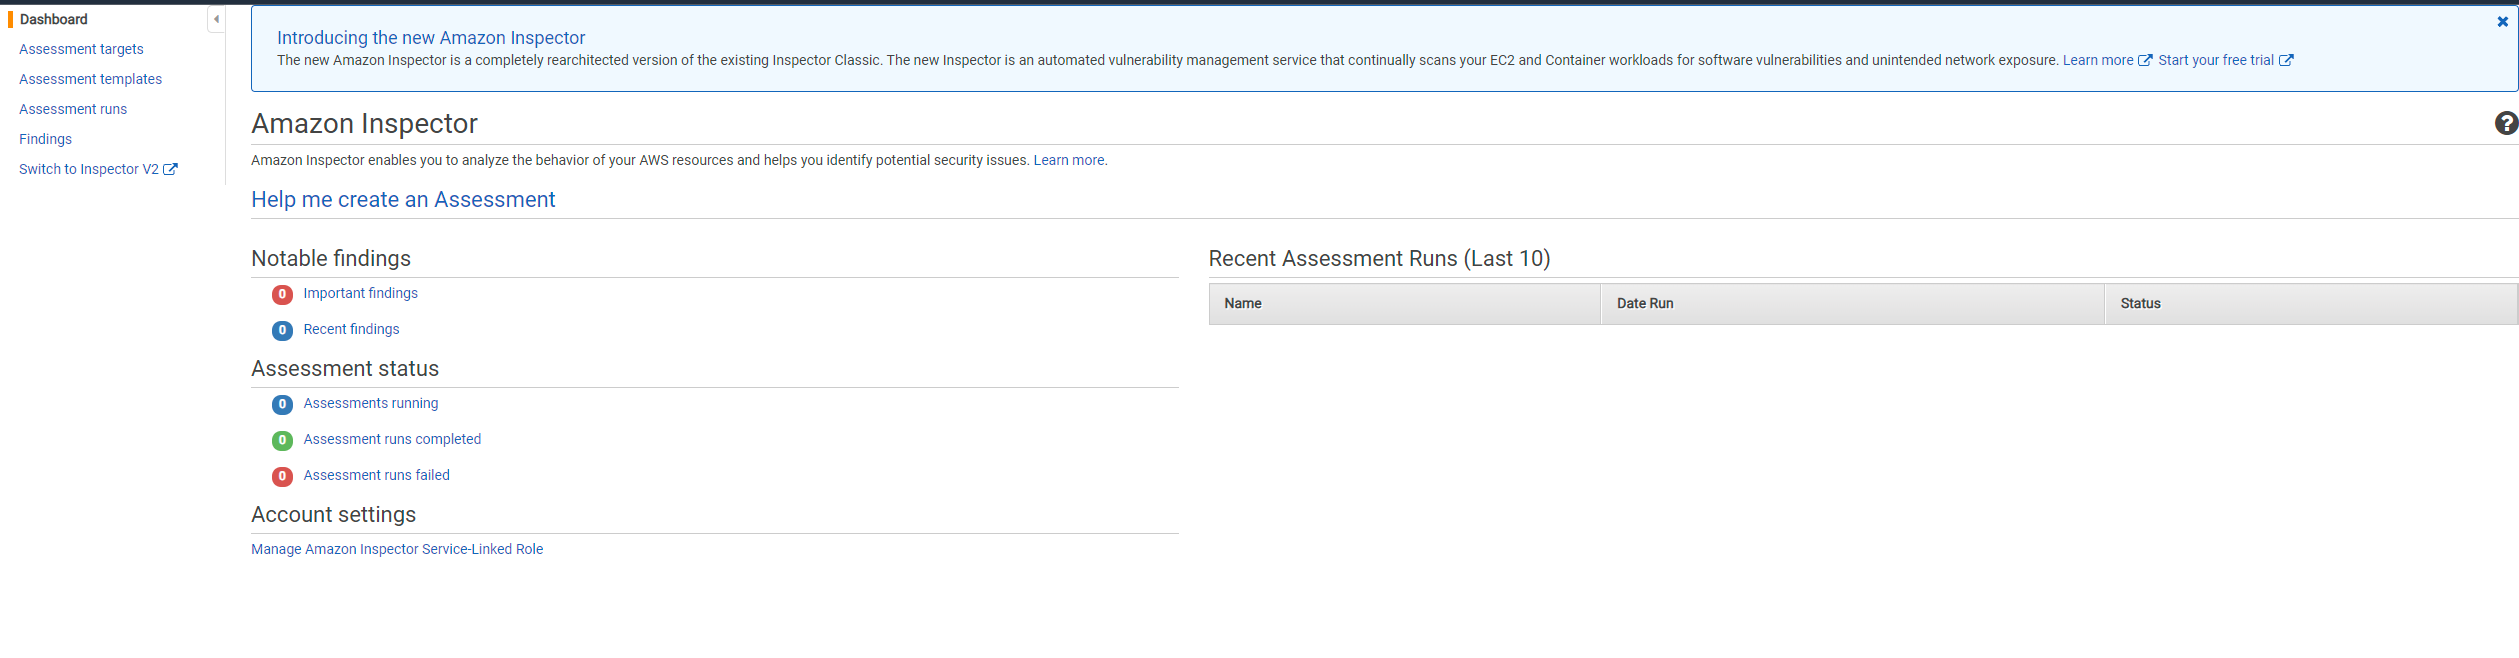 Dashboard
Assessment targets
Assessment templates
Assessment runs
Findings
Switch to Inspector V2
Introducing the new Amazon Inspector
The new Amazon Inspector is a completely rearchitected version of the existing Inspector Classic. The new Inspector is an automated vulnerability management service that continually scans your EC2 and Container workloads for software vulnerabilities and unintended network exposure. Learn more Start your free trial
Amazon Inspector
Amazon Inspector enables you to analyze the behavior of your AWS resources and helps you identify potential security issues. Learn more.
Help me create an Assessment
Notable findings
0 Important findings
0 Recent findings
Assessment status
0 Assessments running
0 Assessment runs completed
0 Assessment runs failed
Account settings
Manage Amazon Inspector Service-Linked Role
Recent Assessment Runs (Last 10)
Name Date Run Status